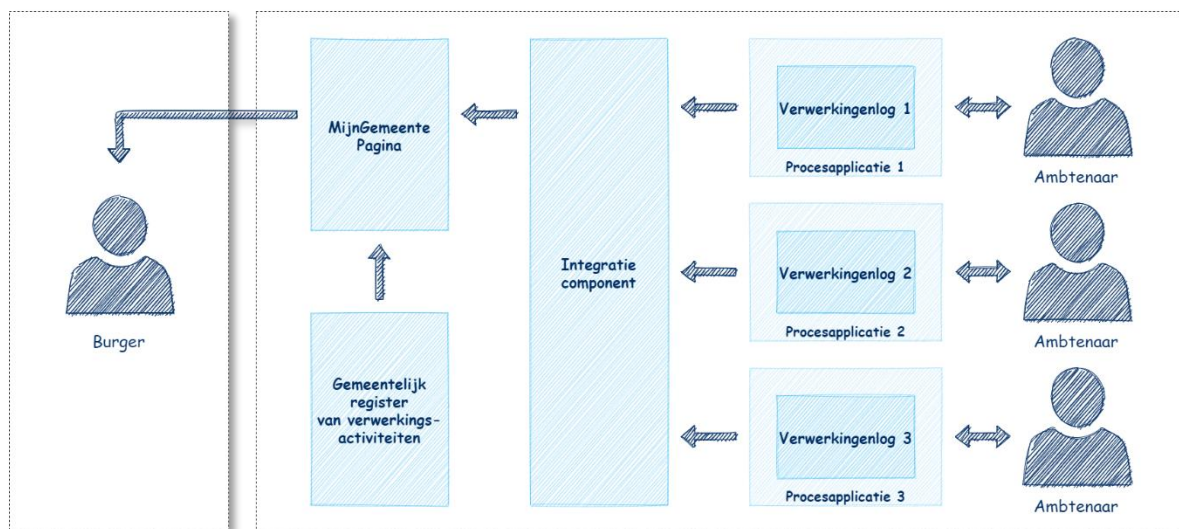 Burger
MijnGemeente
Pagina
Gemeentelijk
register
van verwerkings-
activiteiten
Integratie
component
Verwerkingenlog 1
Procesapplicatie 1
Ambtenaar
Verwerkingenlog 2
Procesapplicatie 2
Ambtenaar
Verwerkingenlog 3
Procesapplicatie 3
Ambtenaar